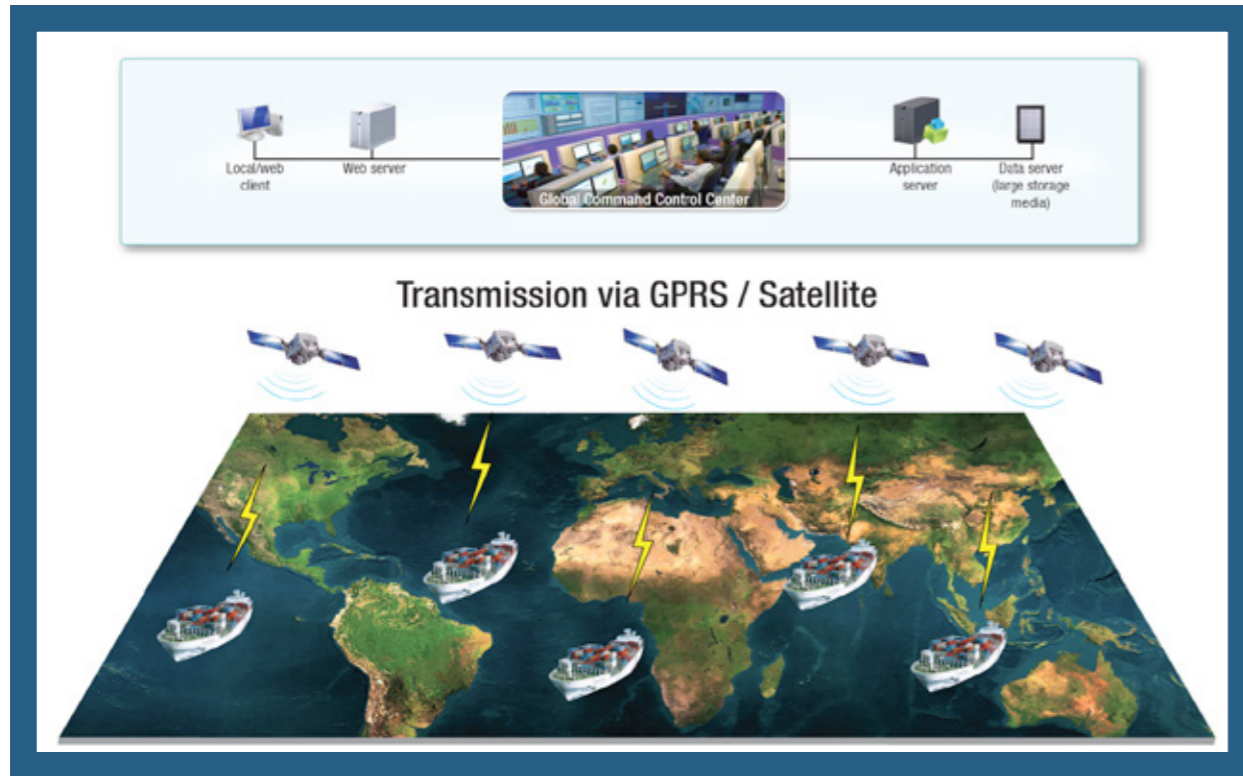 Local/web
client
Web server
Global Command Control Center
Application
server
Data server
(large storage
media)
Transmission via GPRS / Satellite